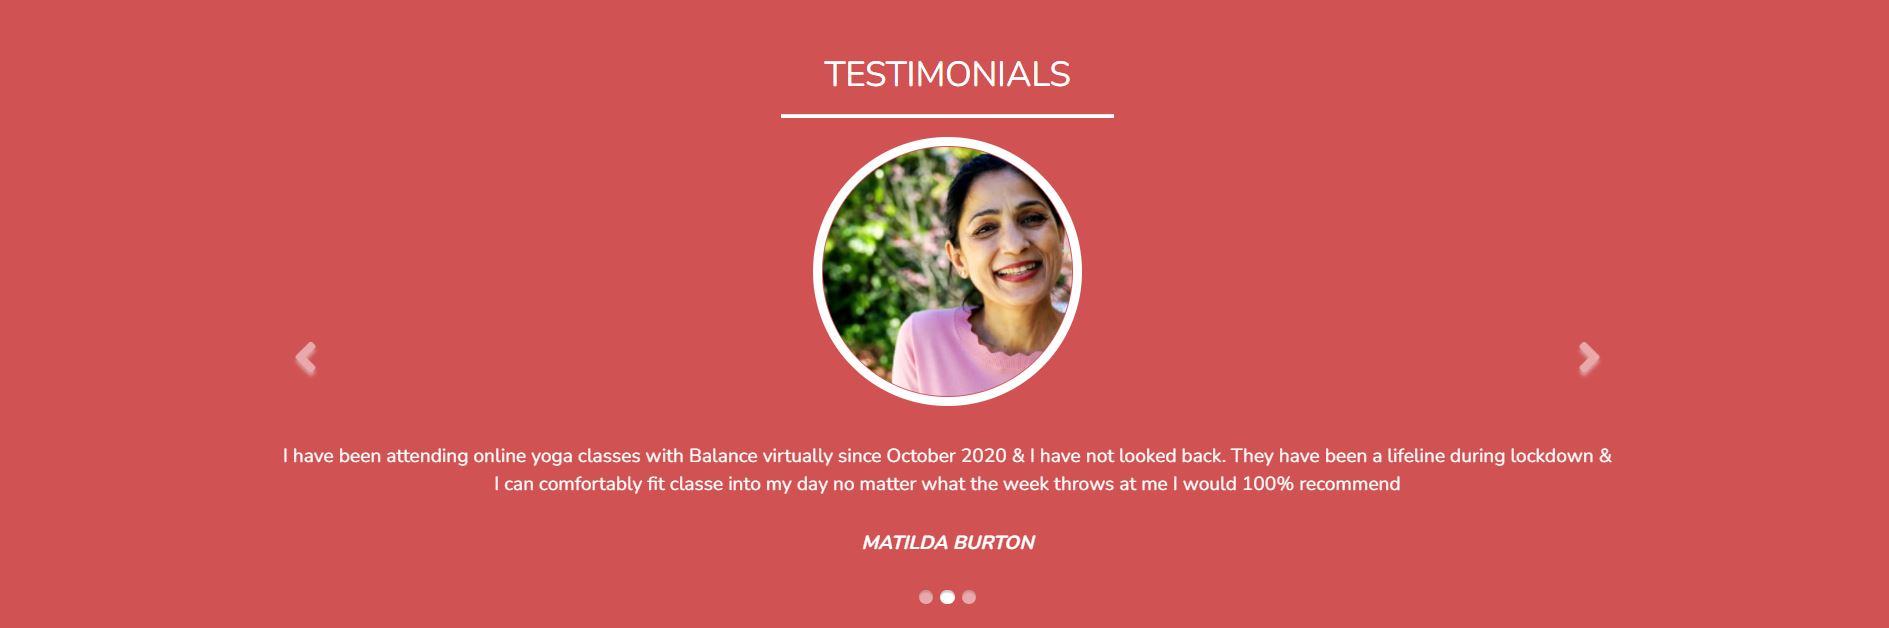 TESTIMONIALS
I have been attending online yoga classes with Balance virtually since October 2020 & I have not looked back. They have been a lifeline during lockdown &
I can comfortably fit classe into my day no matter what the week throws at me I would 100% recommend
MATILDA BURTON